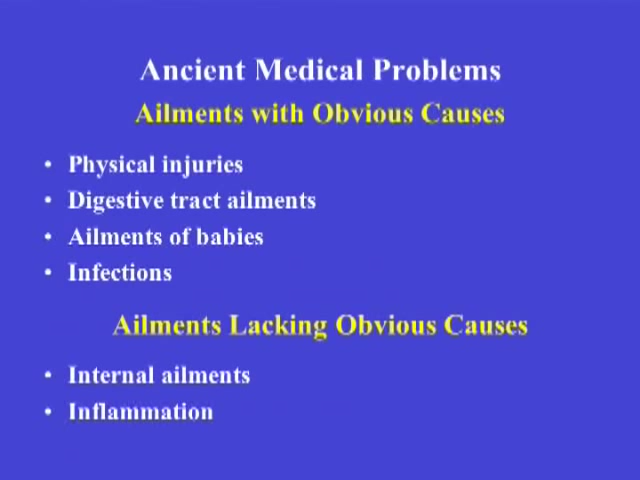 Ancient Medical Problems
Ailments with Obvious Causes
• Physical injuries
• Digestive tract ailments
• Ailments of babies
• Infections
Ailments Lacking Obvious Causes
• Internal ailments
• Inflammation